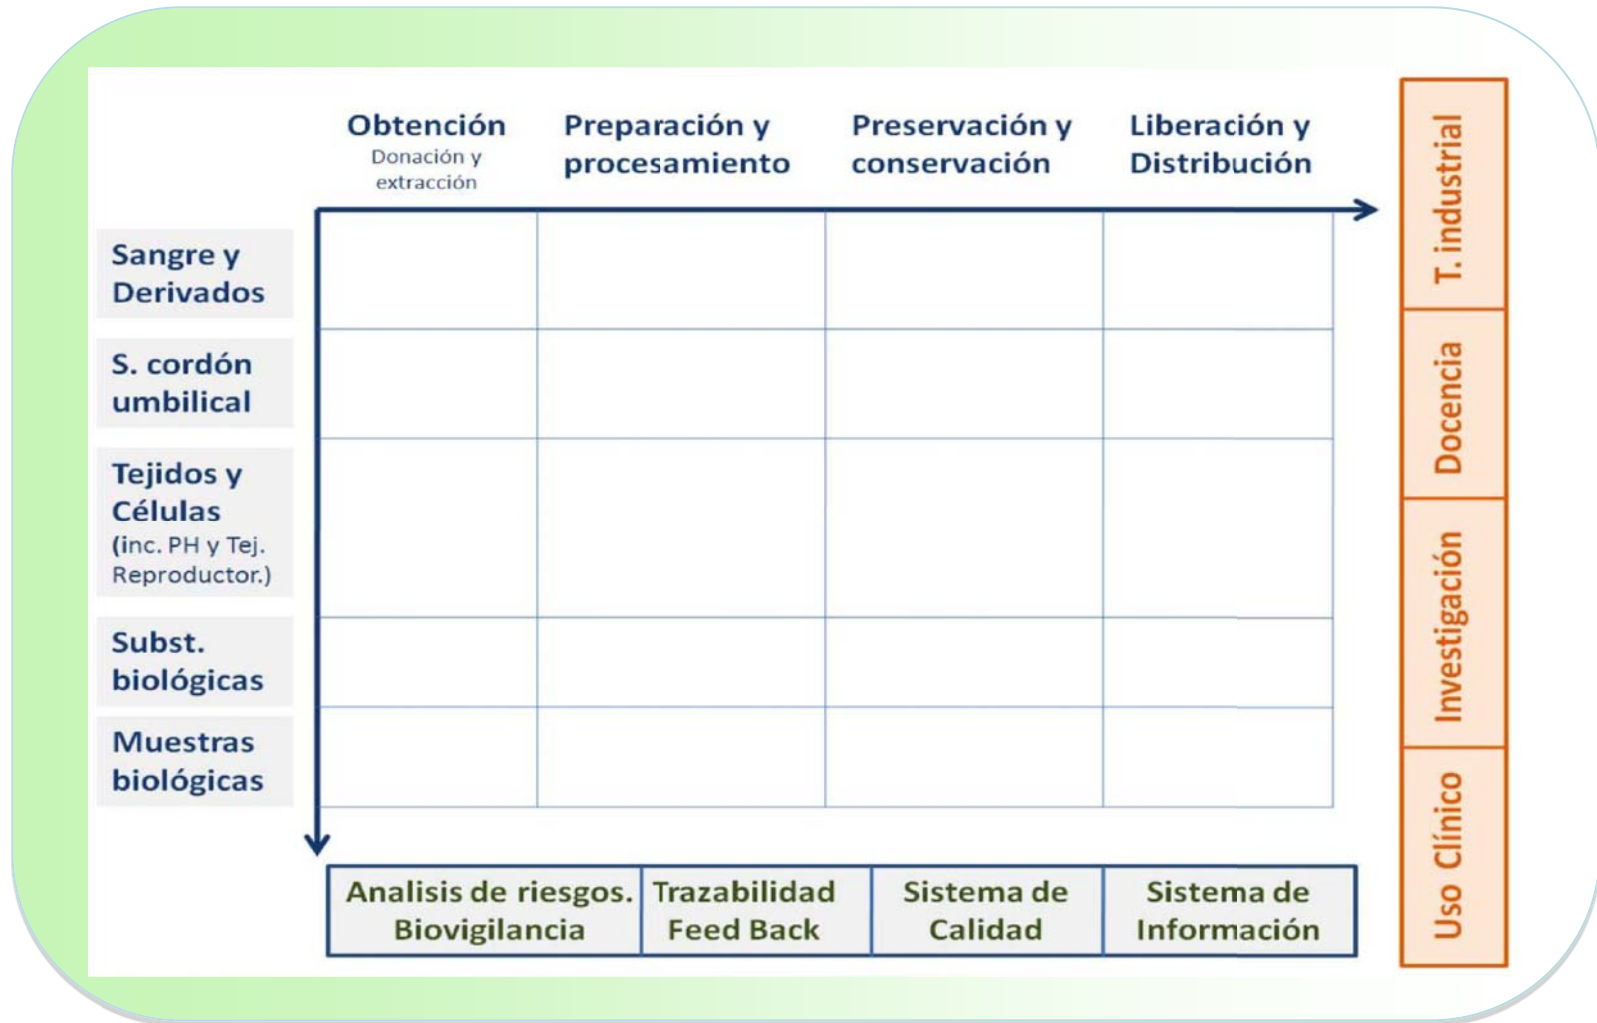 Obtención
Donación y
extracción
Preparación y
procesamiento
Preservación y
conservación
Liberación y
Distribución
Sangre y
Derivados
S. cordón
umbilical
Tejidos y
Células
(inc. PH y Tej.
Reproductor.)
Subst.
biológicas
Muestras
biológicas
Analisis de riesgos.
Biovigilancia
Trazabilidad
Feed Back
Sistema de
Calidad
Sistema de
Información
T. industrial
Docencia
Investigación
Uso Clínico